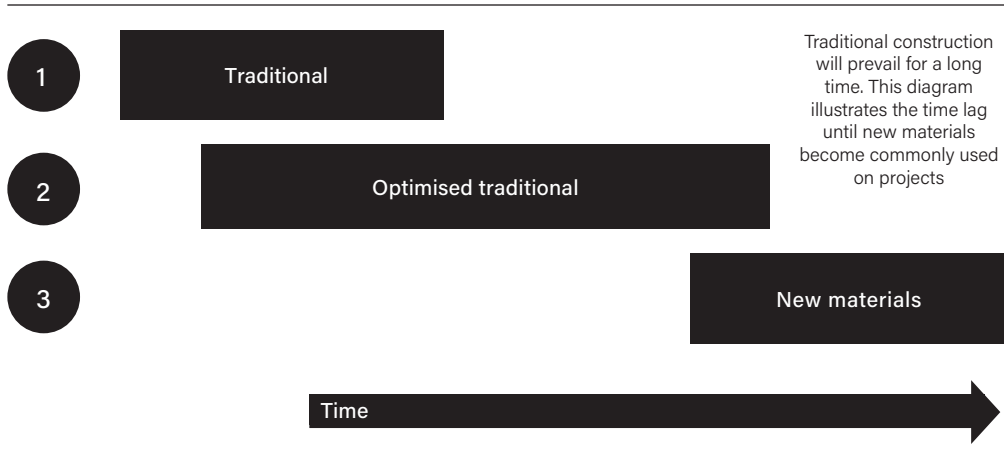 1
Traditional
Traditional construction
will prevail for a long
time. This diagram
illustrates the time lag
until new materials
become commonly used
on projects
2
Optimised traditional
3
New materials
Time